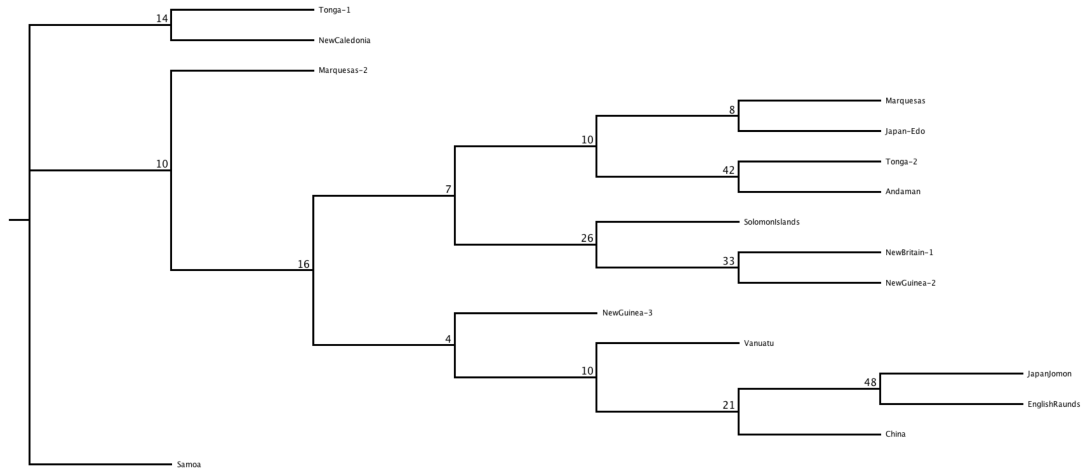 Tonga-1
14
NewCaledonia
Marquesas-2
Marquesas
8
Japan-Edo
10
Tonga-2
10
42
7
Andaman
SolomonIslands
26
NewBritain-1
33
16
NewGuinea-2
NewGuinea-3
4
Vanuatu
10
JapanJomon
48
21
EnglishRaunds
China
Samoa